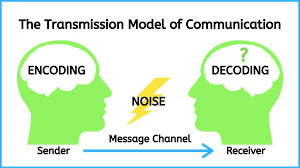 The Transmission Model of Communication
ENCODING
?
DECODING
NOISE
Message Channel
Sender
Receiver